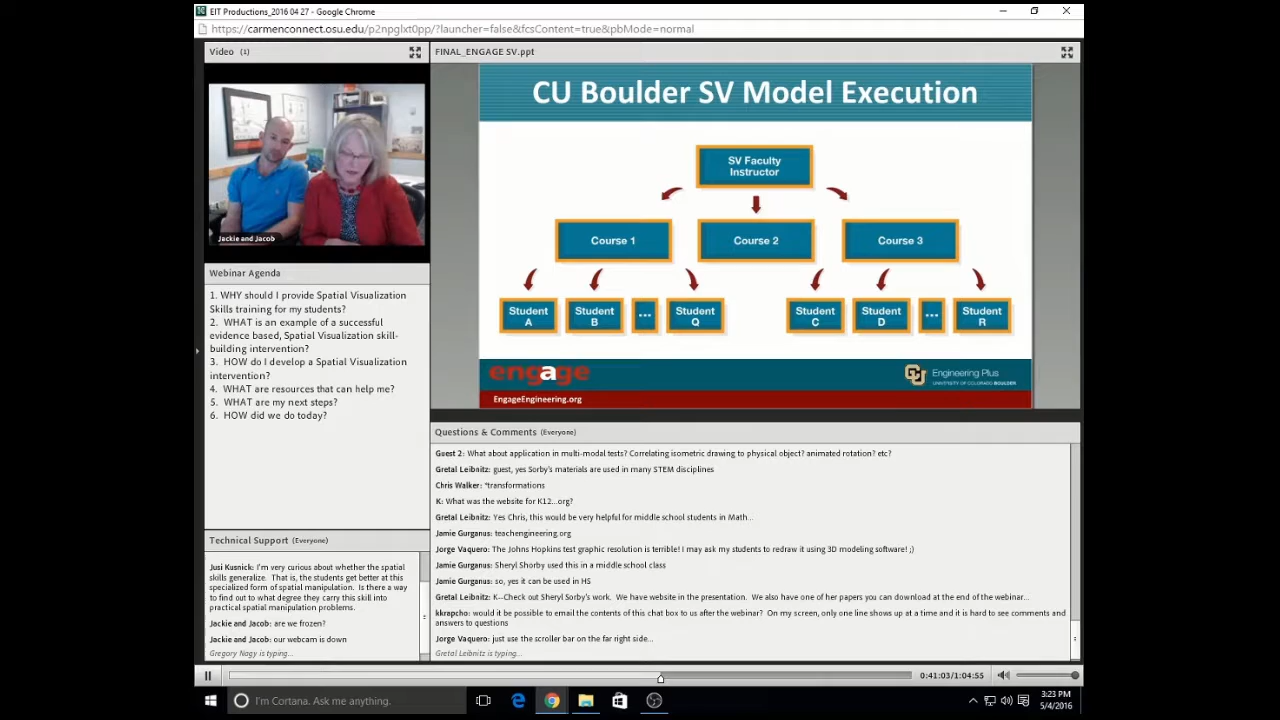 EIT Productions_2016 04 27 - Google Chrome
https://carmenconnect.osu.edu/p2npglxt0pp/?launcher=false&fcsContent=true&pbMode=normal
Video (1)
Jackie and Jacob
FINAL_ENGAGE SV.ppt
CU Boulder SV Model Execution
SV Faculty
Instructor
Course 1
Course 2
Course 3
Student
A
Student
B
...
Student
Q
Student
C
Student
D
...
Student
R
engage
EngageEngineering.org
CU
Engineering Plus
UNIVERSITY OF COLORADO BOULDER
Webinar Agenda
1. WHY should I provide Spatial Visualization
Skills training for my students?
2. WHAT is an example of a successful
evidence based, Spatial Visualization skill-
building intervention?
3. HOW do I develop a Spatial Visualization
intervention?
4. WHAT are resources that can help me?
5. WHAT are my next steps?
6. HOW did we do today?
Technical Support (Everyone)
Jusi Kusnick: I'm very curious about whether the spatial
skills generalize. That is, the students get better at this
specialized form of spatial manipulation. Is there a way
to find out to what degree they carry this skill into
practical spatial manipulation problems.
Jackie and Jacob: are we frozen?
Jackie and Jacob: our webcam is down
Gregory Nagy is typing...
Questions & Comments (Everyone)
Guest 2: What about application in multi-modal tests? Correlating isometric drawing to physical object? animated rotation? etc?
Gretal Leibnitz: guest, yes Sorby's materials are used in many STEM disciplines
Chris Walker: *transformations
K: What was the website for K12...org?
Gretal Leibnitz: Yes Chris, this would be very helpful for middle school students in Math...
Jamie Gurganus: teachengineering.org
Jorge Vaquero: The Johns Hopkins test graphic resolution is terrible! I may ask my students to redraw it using 3D modeling software! ;)
Jamie Gurganus: Sheryl Shorby used this in a middle school class
Jamie Gurganus: so, yes it can be used in HS
Gretal Leibnitz: K--Check out Sheryl Sorby's work. We have website in the presentation. We also have one of her papers you can download at the end of the webinar...
kkrapcho: would it be possible to email the contents of this chat box to us after the webinar? On my screen, only one line shows up at a time and it is hard to see comments
and answers to questions
Jorge Vaquero: just use the scroller bar on the far right side...
Gretal Leibnitz is typing...
0:41:03/1:04:55
I'm Cortana. Ask me anything.
3:23 PM
5/4/2016